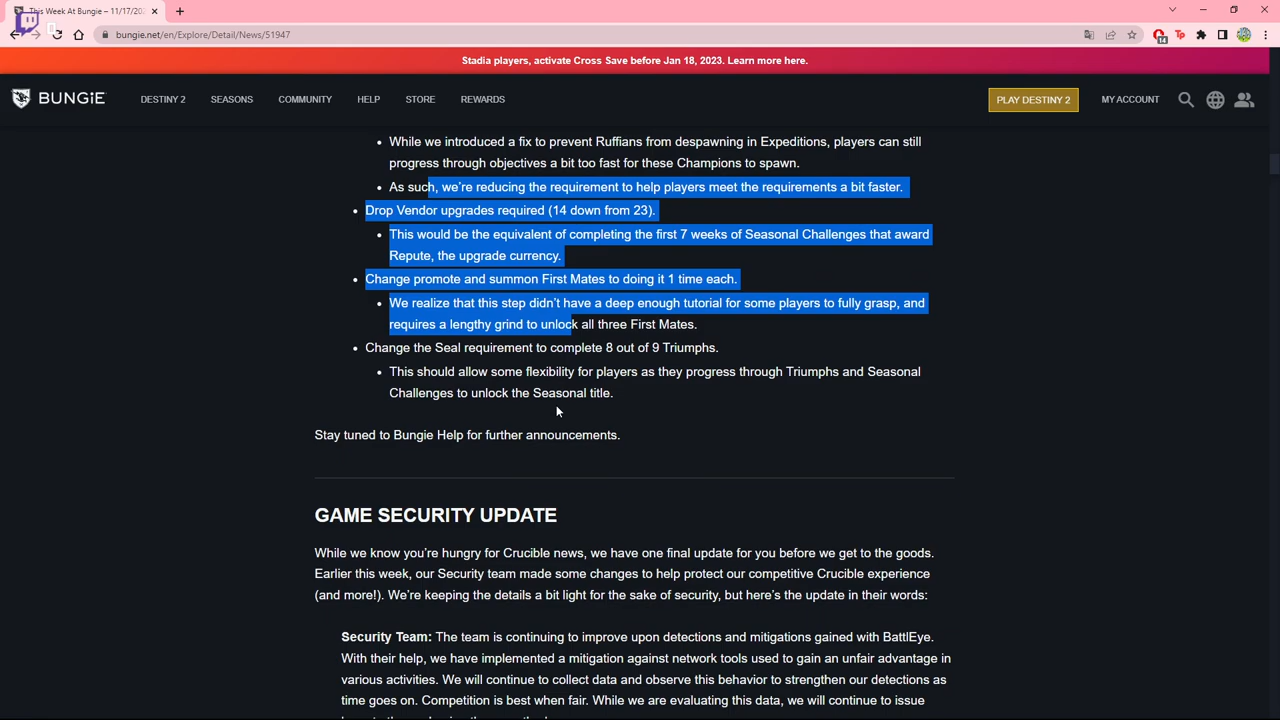 This Week At Bungie – 11/17/202
bungie.net/en/Explore/Detail/News/51947
14
Stadia players, activate Cross Save before Jan 18, 2023. Learn more here.
BUNGiE
DESTINY 2
SEASONS
COMMUNITY
HELP
STORE
REWARDS
PLAY DESTINY 2
MY ACCOUNT
While we introduced a fix to prevent Ruffians from despawning in Expeditions, players can still
progress through objectives a bit too fast for these Champions to spawn.
As such, we’re reducing the requirement to help players meet the requirements a bit faster.
Drop Vendor upgrades required (14 down from 23).
This would be the equivalent of completing the first 7 weeks of Seasonal Challenges that award
Repute, the upgrade currency.
Change promote and summon First Mates to doing it 1 time each.
We realize that this step didn’t have a deep enough tutorial for some players to fully grasp, and
requires a lengthy grind to unlock all three First Mates.
Change the Seal requirement to complete 8 out of 9 Triumphs.
This should allow some flexibility for players as they progress through Triumphs and Seasonal
Challenges to unlock the Seasonal title.
Stay tuned to Bungie Help for further announcements.
GAME SECURITY UPDATE
While we know you’re hungry for Crucible news, we have one final update for you before we get to the goods.
Earlier this week, our Security team made some changes to help protect our competitive Crucible experience
(and more!). We’re keeping the details a bit light for the sake of security, but here’s the update in their words:
Security Team: The team is continuing to improve upon detections and mitigations gained with BattlEye.
With their help, we have implemented a mitigation against network tools used to gain an unfair advantage in
various activities. We will continue to collect data and observe this behavior to strengthen our detections as
time goes on. Competition is best when fair. While we are evaluating this data, we will continue to issue